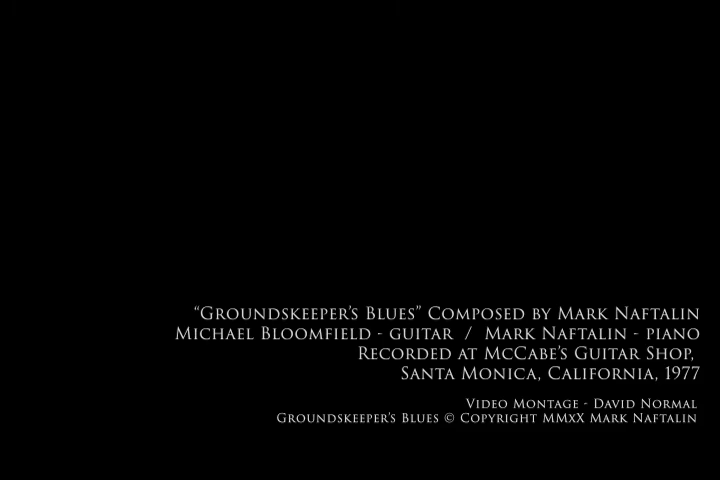 “Groundskeeper’s Blues” Composed by Mark Naftalin
Michael Bloomfield - guitar / Mark Naftalin - piano
Recorded at McCabe’s Guitar Shop,
Santa Monica, California, 1977
Video Montage - David Normal
Groundskeeper’s Blues © Copyright MMxX Mark Naftalin